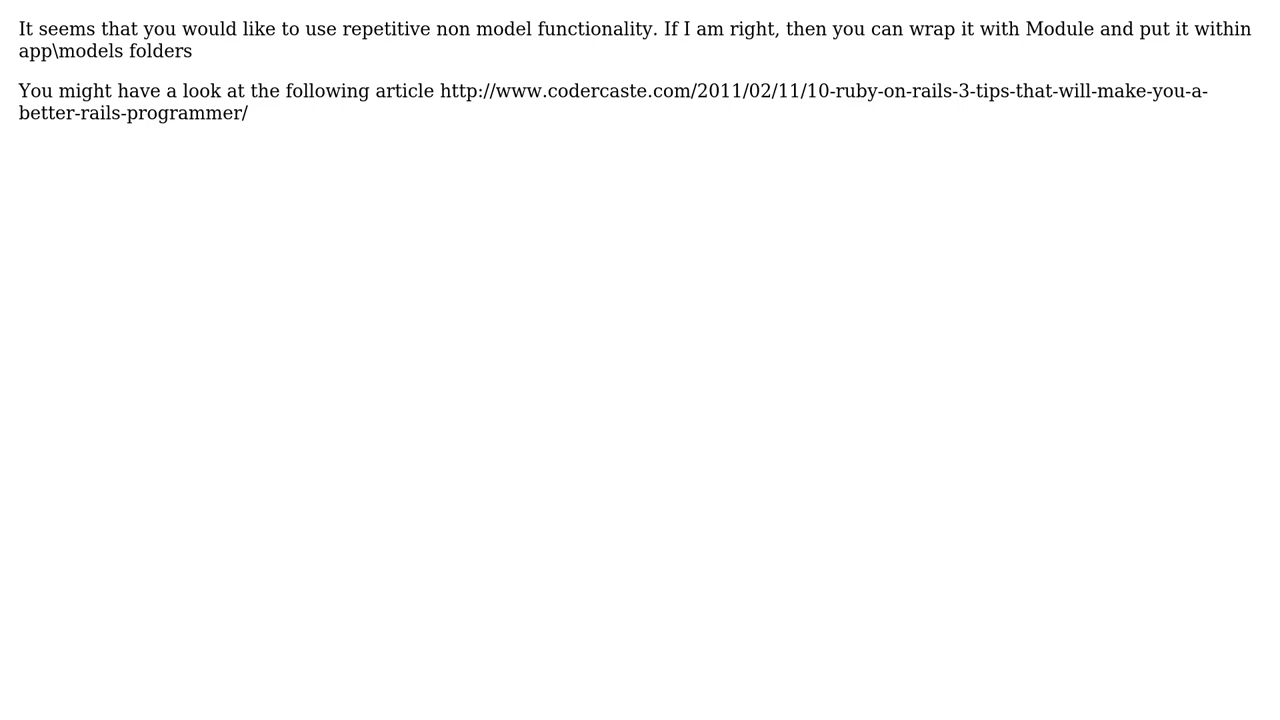 It seems that you would like to use repetitive non model functionality. If I am right, then you can wrap it with Module and put it within
app\models folders
You might have a look at the following article http://www.codercaste.com/2011/02/11/10-ruby-on-rails-3-tips-that-will-make-you-a-
better-rails-programmer/